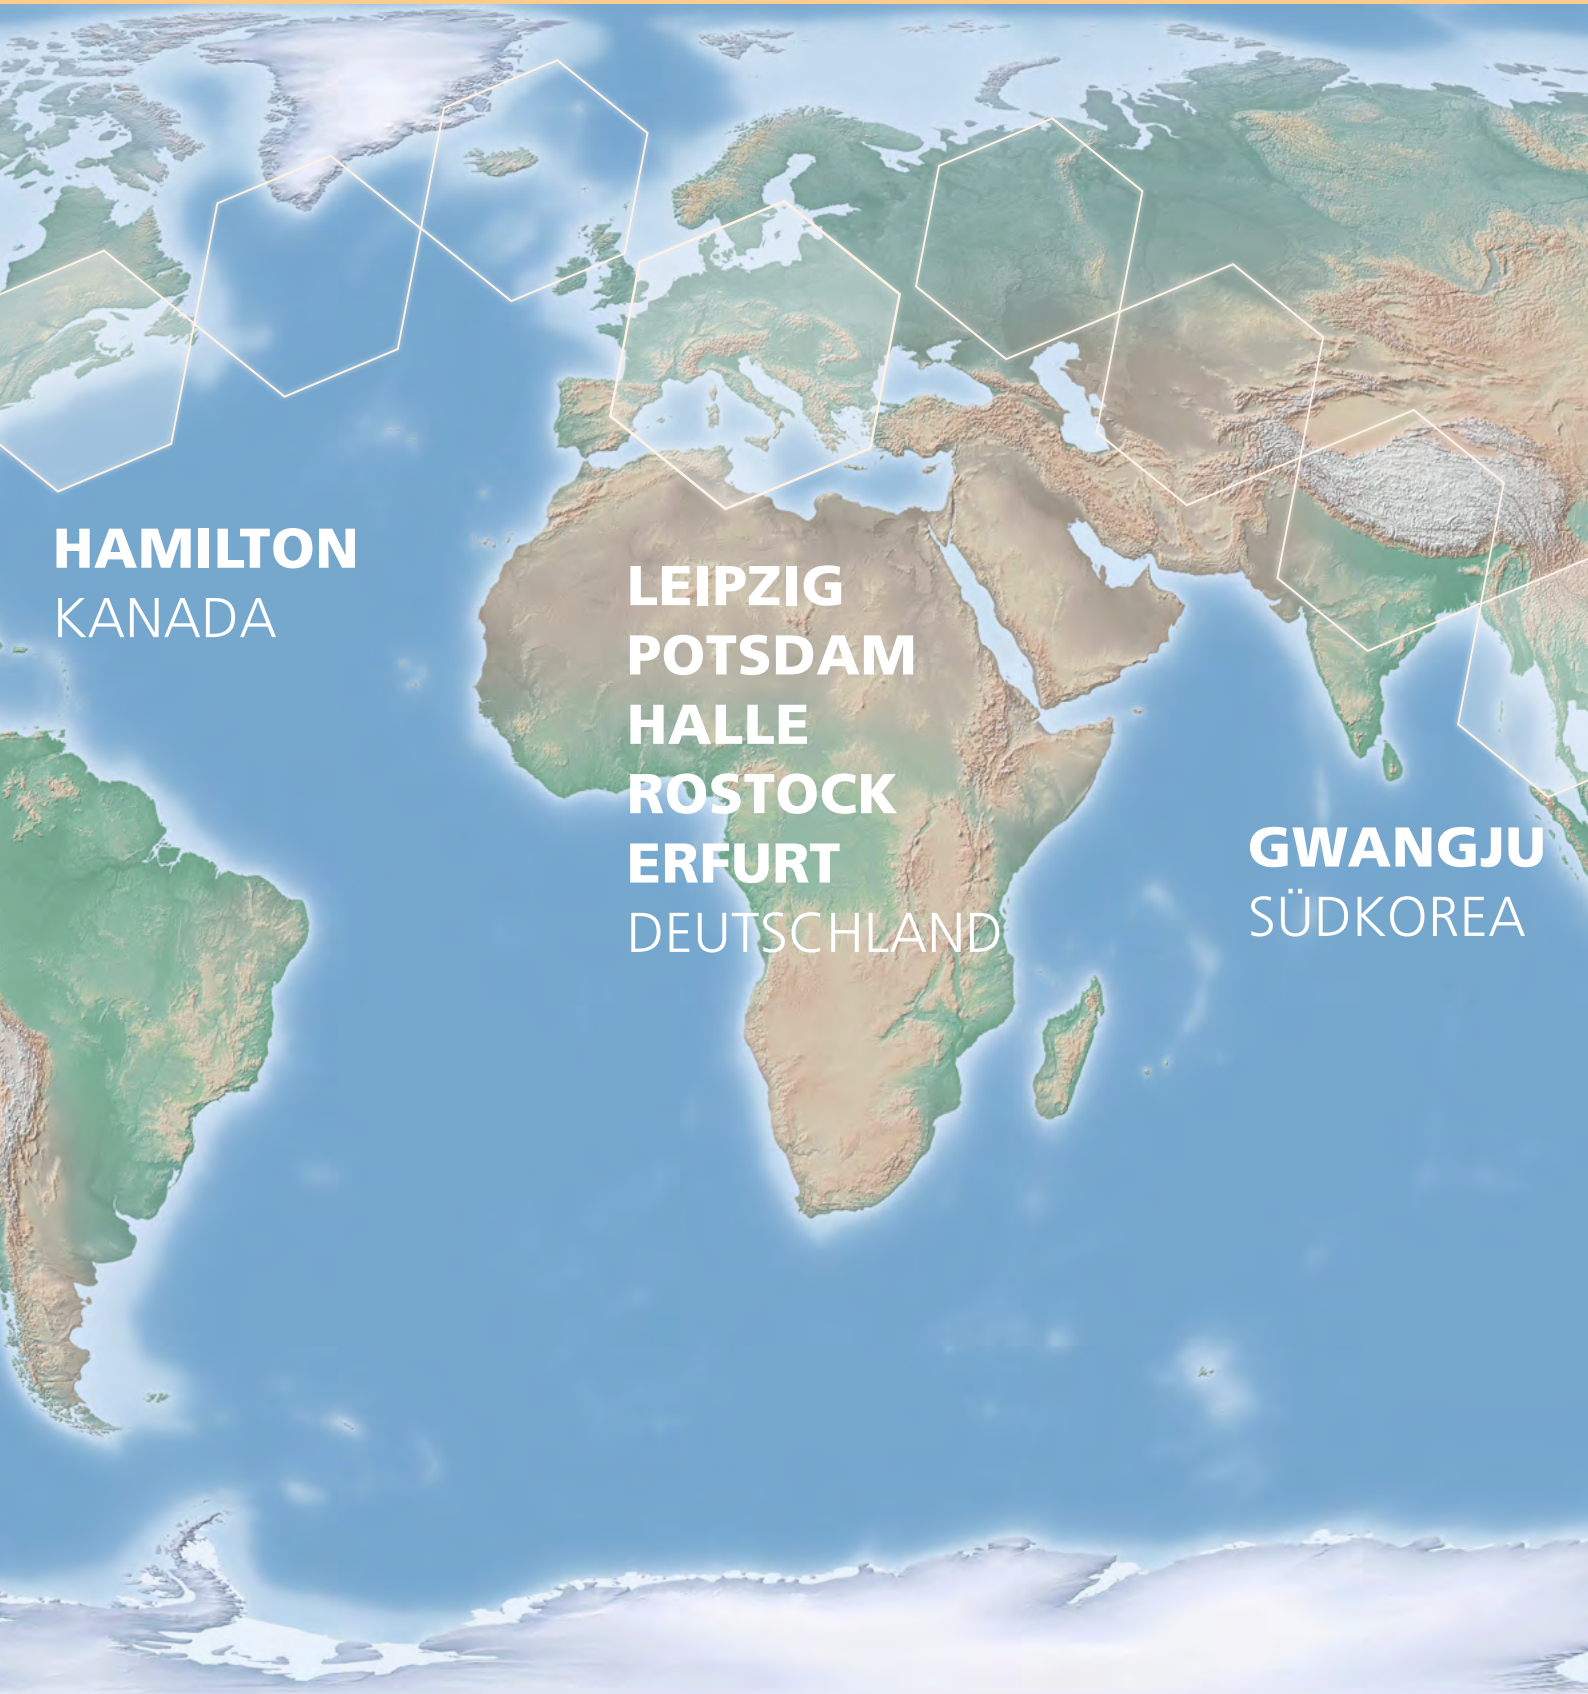 HAMILTON
KANADA
LEIPZIG
POTSDAM
HALLE
ROSTOCK
ERFURT
DEUTSCHLAND
GWANGJU
SÜDKOREA